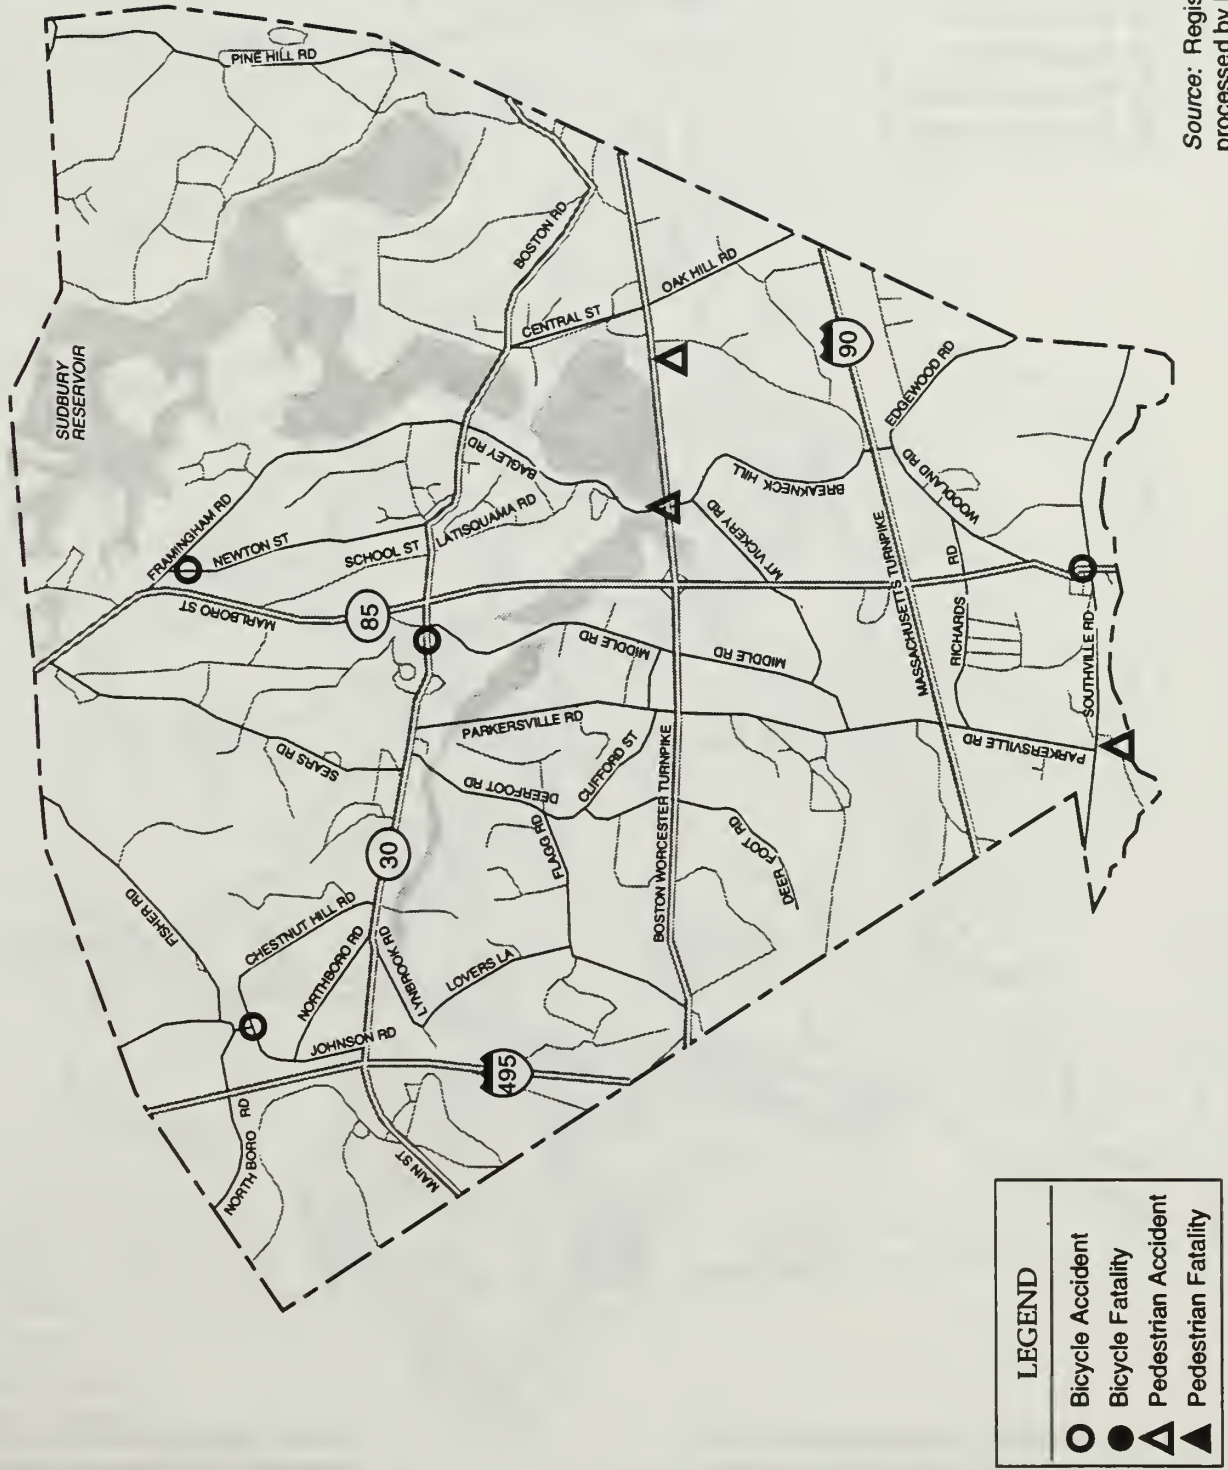 PINE HILL RD
SUDBURY
RESERVOIR
BOSTON RD
CENTRAL ST
OAK HILL RD
FRAMINGHAM RD
NEWTON ST
SCHOOL ST
LATISQUAMA RD
BAGLEY RD
BREAKNECK HILL
MT VICKERY RD
90
EDGEWOOD RD
WOODLAND RD
MARLBORO ST
85
MIDDLE RD
MIDDLE RD
MASSACHUSETTS TURNPIKE
RICHARDS RD
SOUTHVILLE RD
SEARS RD
PARKERSVILLE RD
PARKERSVILLE RD
DEERFOOT RD
CLIFFORD ST
BOSTON WORCESTER TURNPIKE
30
FLAGG RD
DEER FOOT RD
FISHER RD
CHESTNUT HILL RD
NORTHBORO RD
LYNBROOK RD
LOVERS LA
JOHNSON RD
495
NORTH BORO RD
MAIN ST
LEGEND
Bicycle Accident
Bicycle Fatality
Pedestrian Accident
Pedestrian Fatality
Source: Regis
processed by